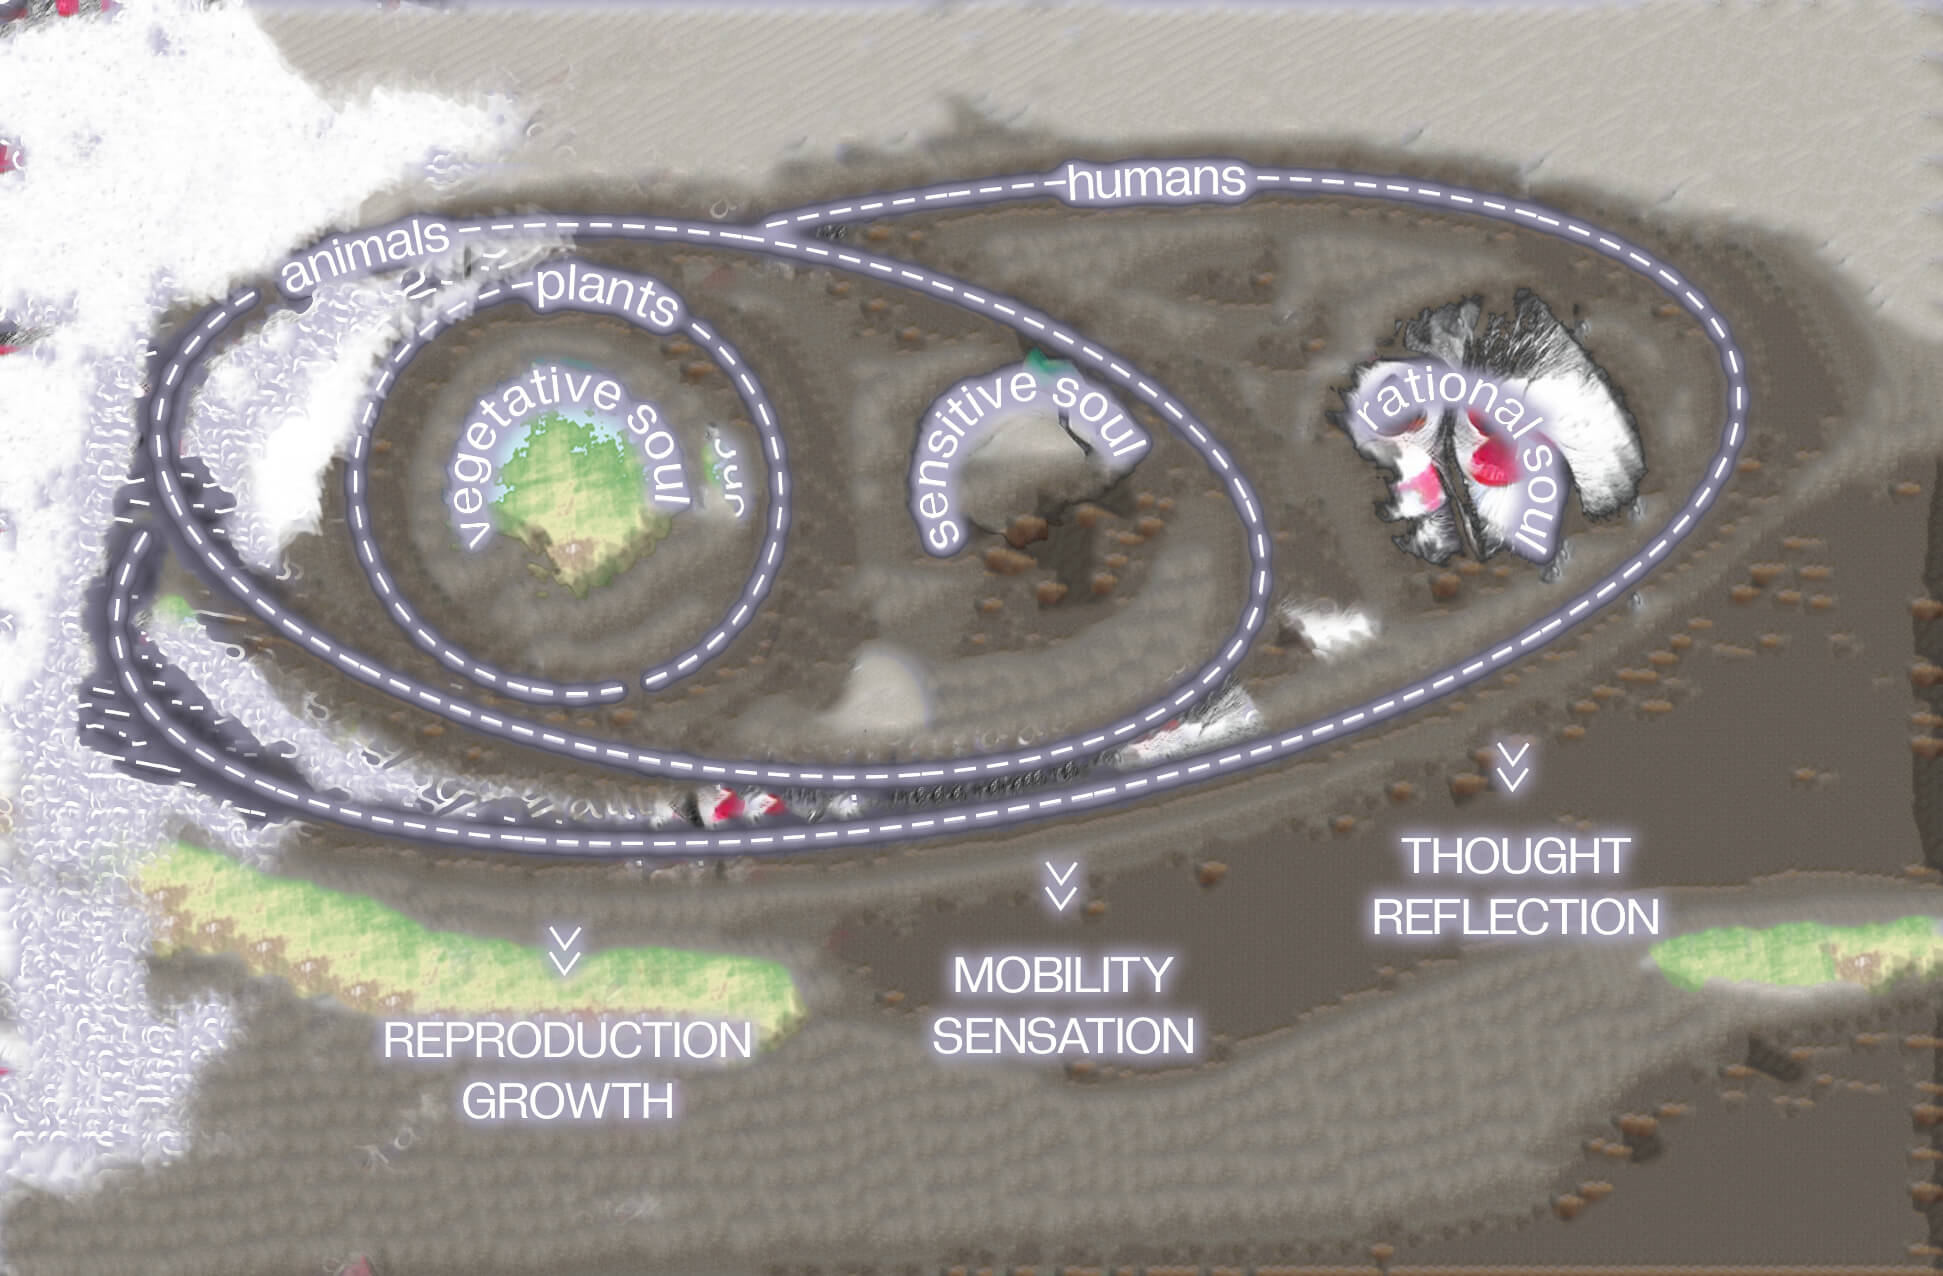 humans
animals
plants
vegetative soul
sensitive soul
rational soul
THOUGHT
REFLECTION
MOBILITY
SENSATION
REPRODUCTION
GROWTH